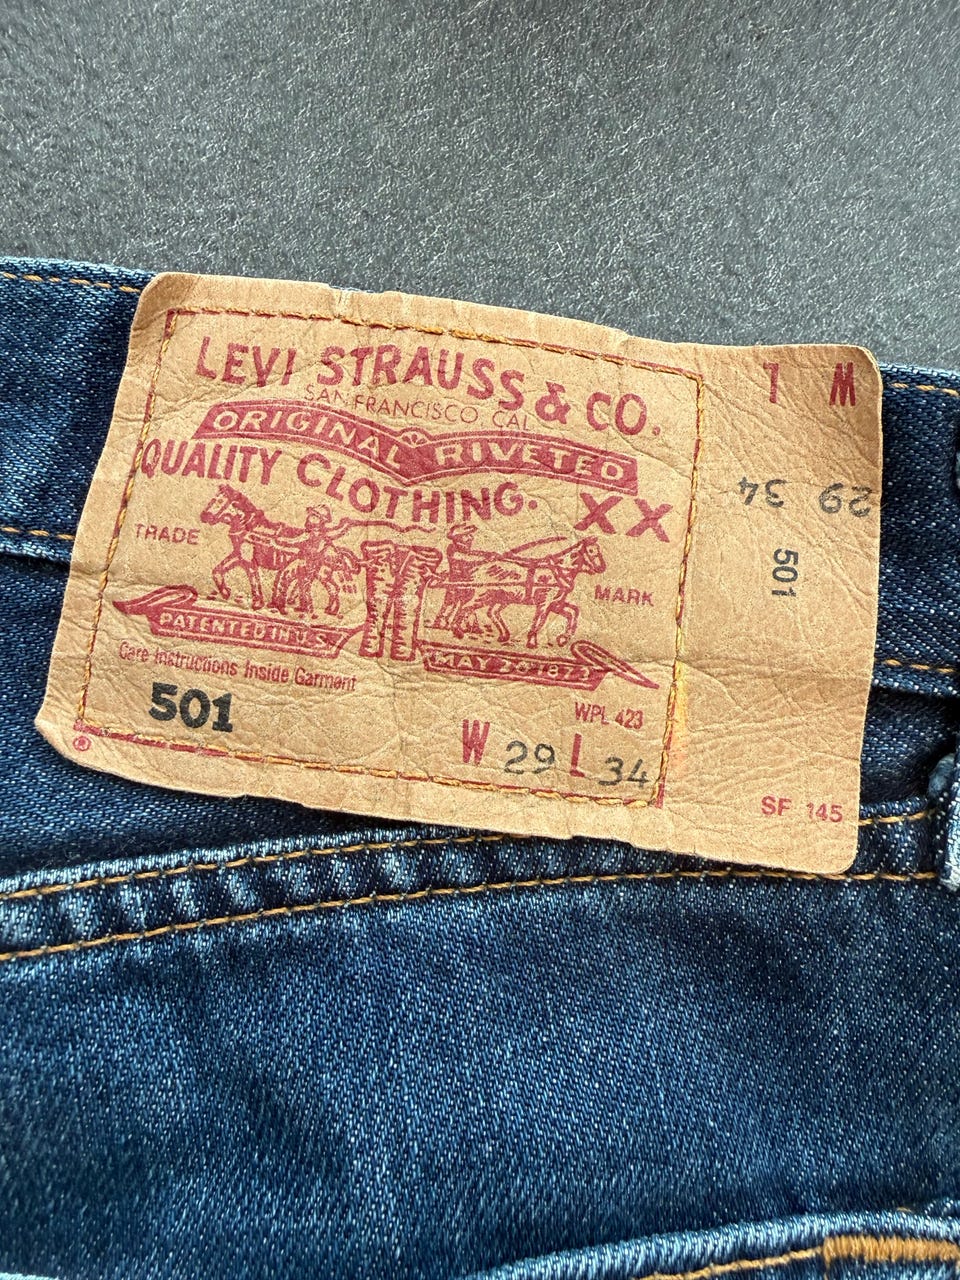 LEVI STRAUSS & CO.
SAN FRANCISCO CAL
ORIGINAL RIVETED
QUALITY CLOTHING. XX
TRADE MARK
PATENTED IN U.S.
MAY 20 1873
Care Instructions Inside Garment
501
WPL 423
W 29 L 34
®
W L
29 34
501
SF 145